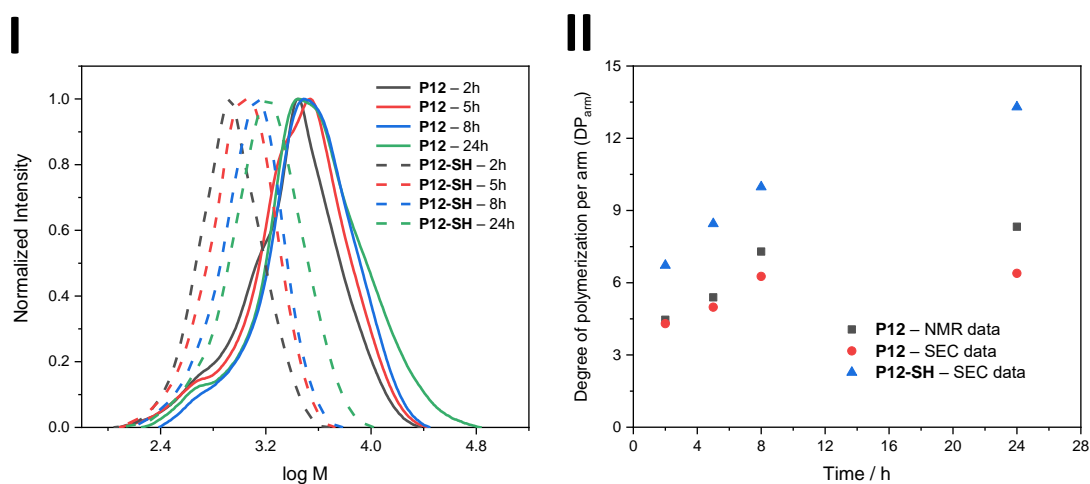 I
P12 – 2h
P12 – 5h
P12 – 8h
P12 – 24h
P12-SH – 2h
P12-SH – 5h
P12-SH – 8h
P12-SH – 24h
1.0
0.8
0.6
0.4
0.2
0.0
Normalized Intensity
2.4 3.2 4.0 4.8
log M
II
15
12
9
6
3
0
Degree of polymerization per arm (DParm)
P12 – NMR data
P12 – SEC data
P12-SH – SEC data
0 4 8 12 16 20 24 28
Time / h